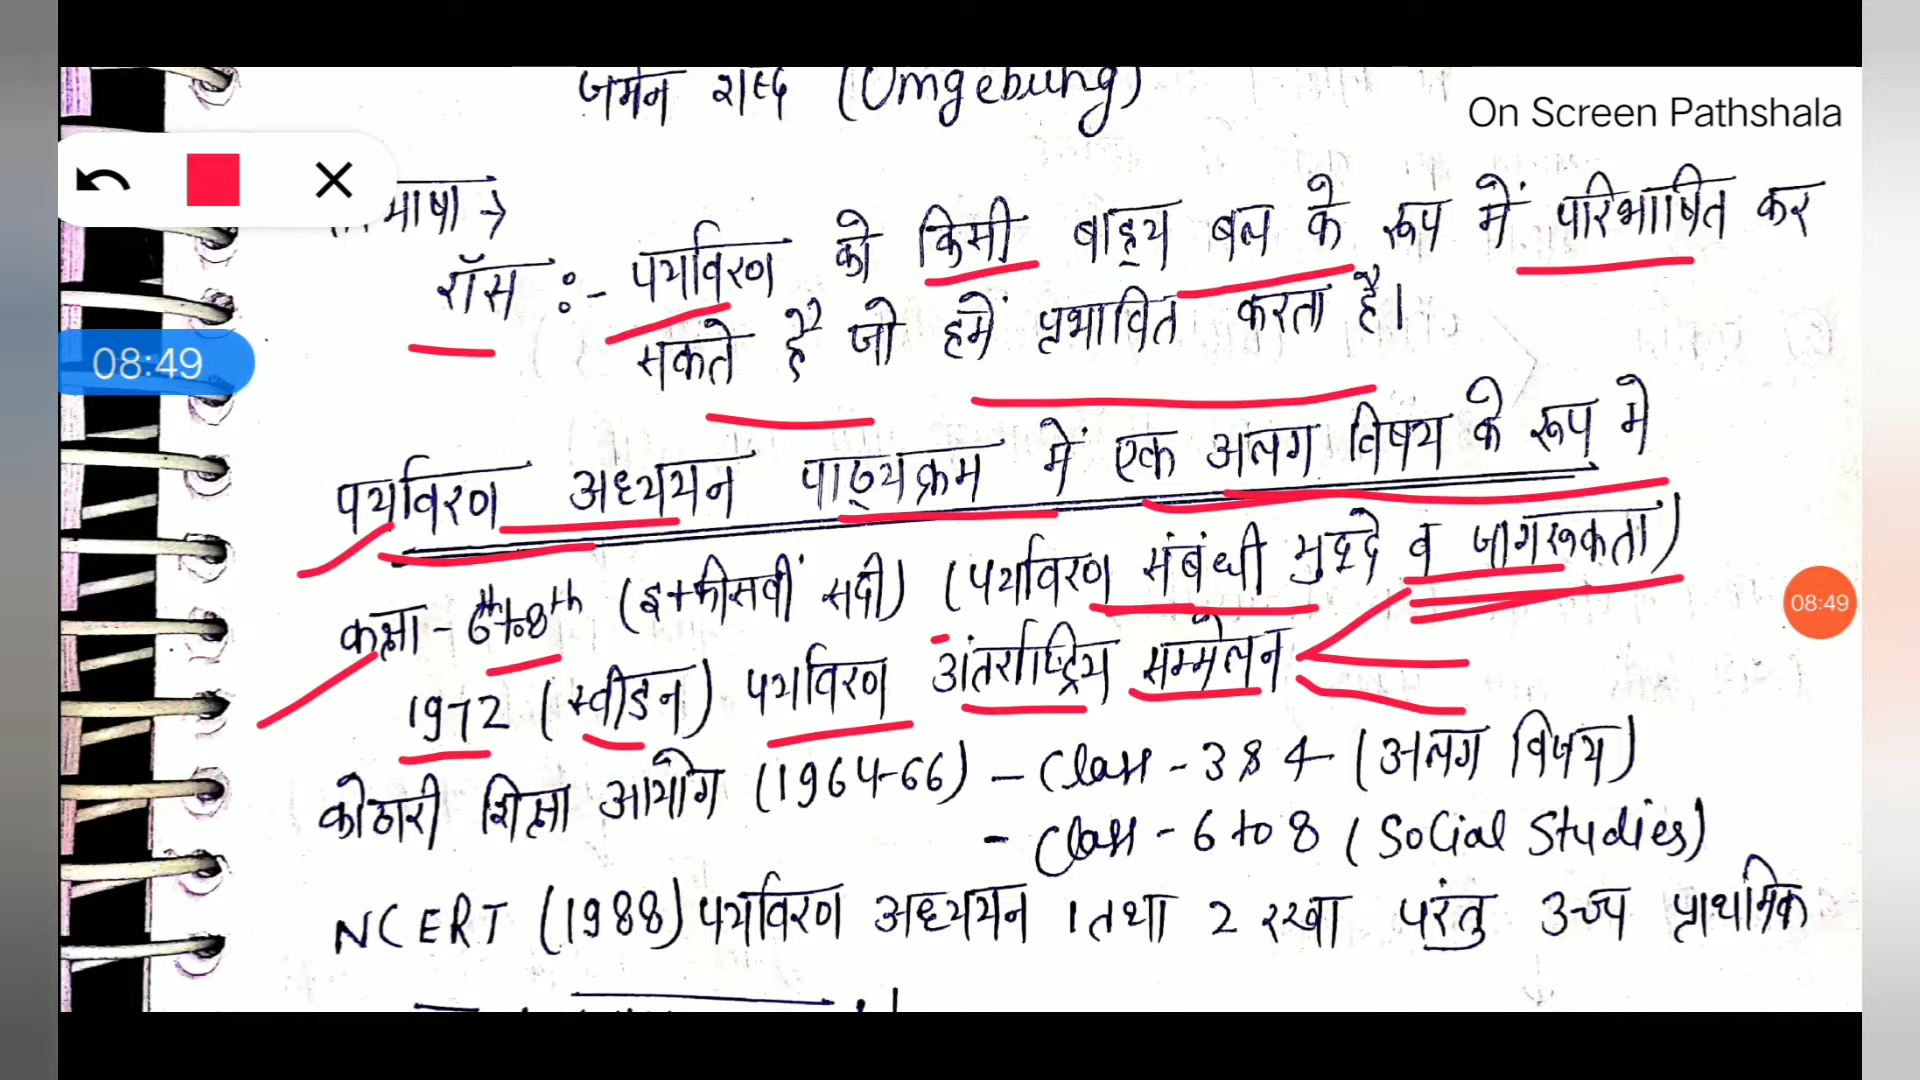 जर्मन शब्द (Umgebung)
On Screen Pathshala
भाषा →
रॉस :- पर्यावरण को किसी बाह्य बल के रूप में परिभाषित कर
08:49
सकते है जो हमें प्रभावित करता है।
पर्यावरण अध्ययन पाठ्यक्रम में एक अलग विषय के रूप मे
कक्षा - 6th to 8th (इक्कीसवीं सदी) (पर्यावरण संबंधी मुद्दे व जागरूकता)
08:49
1972 (स्वीडन) पर्यावरण अंतर्राष्ट्रिय सम्मेलन
कोठारी शिक्षा आयोग (1964-66) - Class - 3 & 4 - (अलग विषय)
- Class - 6 to 8 (Social Studies)
NCERT (1988) पर्यावरण अध्ययन 1 तथा 2 रखा परंतु उच्च प्राथमिक